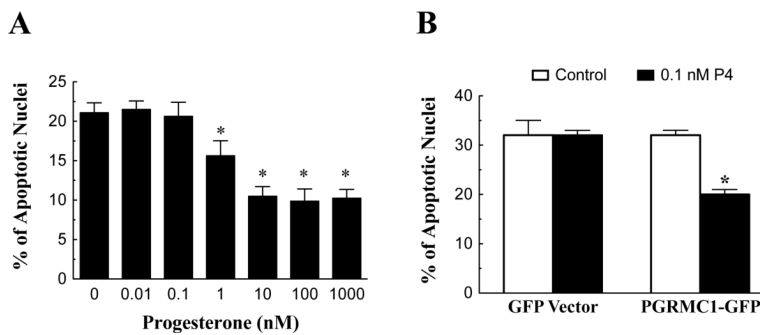 A
% of Apoptotic Nuclei
25
20
15
10
5
0
* * * *
0 0.01 0.1 1 10 100 1000
Progesterone (nM)
B
Control 0.1 nM P4
% of Apoptotic Nuclei
40
30
20
10
0
*
GFP Vector PGRMC1-GFP